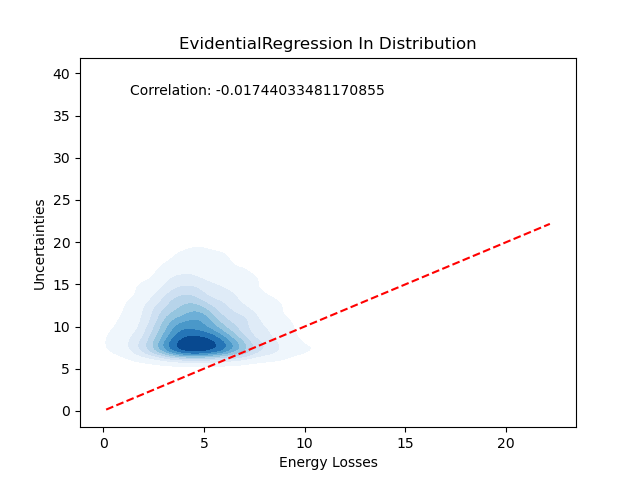 EvidentialRegression In Distribution
Correlation: -0.01744033481170855
40
35
30
25
20
15
10
5
0
Uncertainties
0 5 10 15 20
Energy Losses